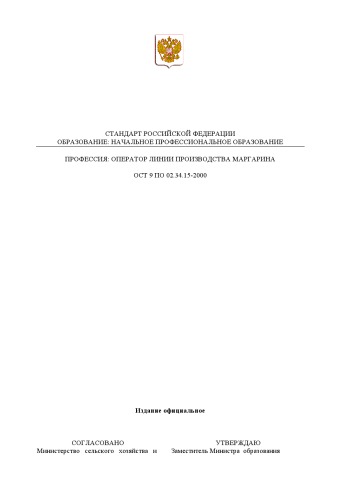 СТАНДАРТ РОССИЙСКОЙ ФЕДЕРАЦИИ
ОБРАЗОВАНИЕ: НАЧАЛЬНОЕ ПРОФЕССИОНАЛЬНОЕ ОБРАЗОВАНИЕ
ПРОФЕССИЯ: ОПЕРАТОР ЛИНИИ ПРОИЗВОДСТВА МАРГАРИНА
ОСТ 9 ПО 02.34.15-2000
Издание официальное
СОГЛАСОВАНО УТВЕРЖДАЮ
Министерство сельского хозяйства и Заместитель Министра образования